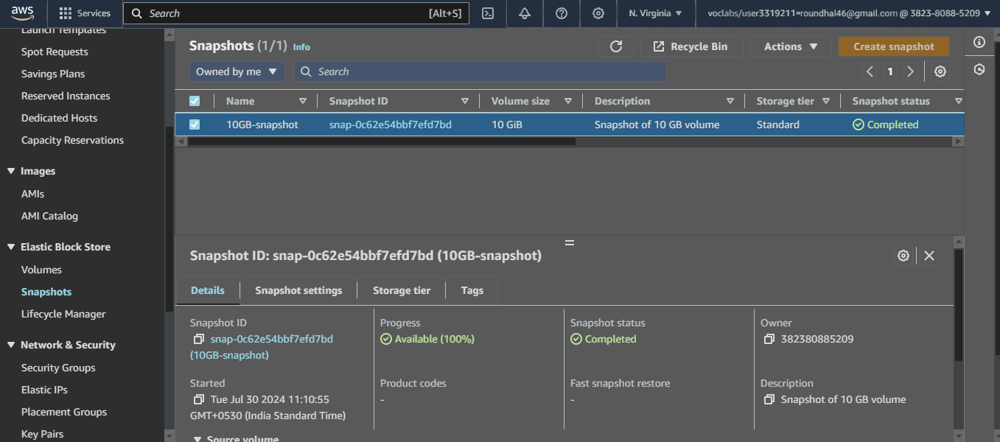 aws Services Search [Alt+S] N. Virginia voclabs/user3319211=roundhal46@gmail.com @ 3823-8088-5209
Launch Templates
Spot Requests
Savings Plans
Reserved Instances
Dedicated Hosts
Capacity Reservations
Images
AMIs
AMI Catalog
Elastic Block Store
Volumes
Snapshots
Lifecycle Manager
Network & Security
Security Groups
Elastic IPs
Placement Groups
Key Pairs
Snapshots (1/1) Info Recycle Bin Actions Create snapshot
Owned by me Search 1
Name Snapshot ID Volume size Description Storage tier Snapshot status
10GB-snapshot snap-0c62e54bbf7efd7bd 10 GiB Snapshot of 10 GB volume Standard Completed
Snapshot ID: snap-0c62e54bbf7efd7bd (10GB-snapshot)
Details Snapshot settings Storage tier Tags
Snapshot ID
snap-0c62e54bbf7efd7bd
(10GB-snapshot)
Progress
Available (100%)
Snapshot status
Completed
Owner
382380885209
Started
Tue Jul 30 2024 11:10:55
GMT+0530 (India Standard Time)
Product codes
-
Fast snapshot restore
-
Description
Snapshot of 10 GB volume
Source volume